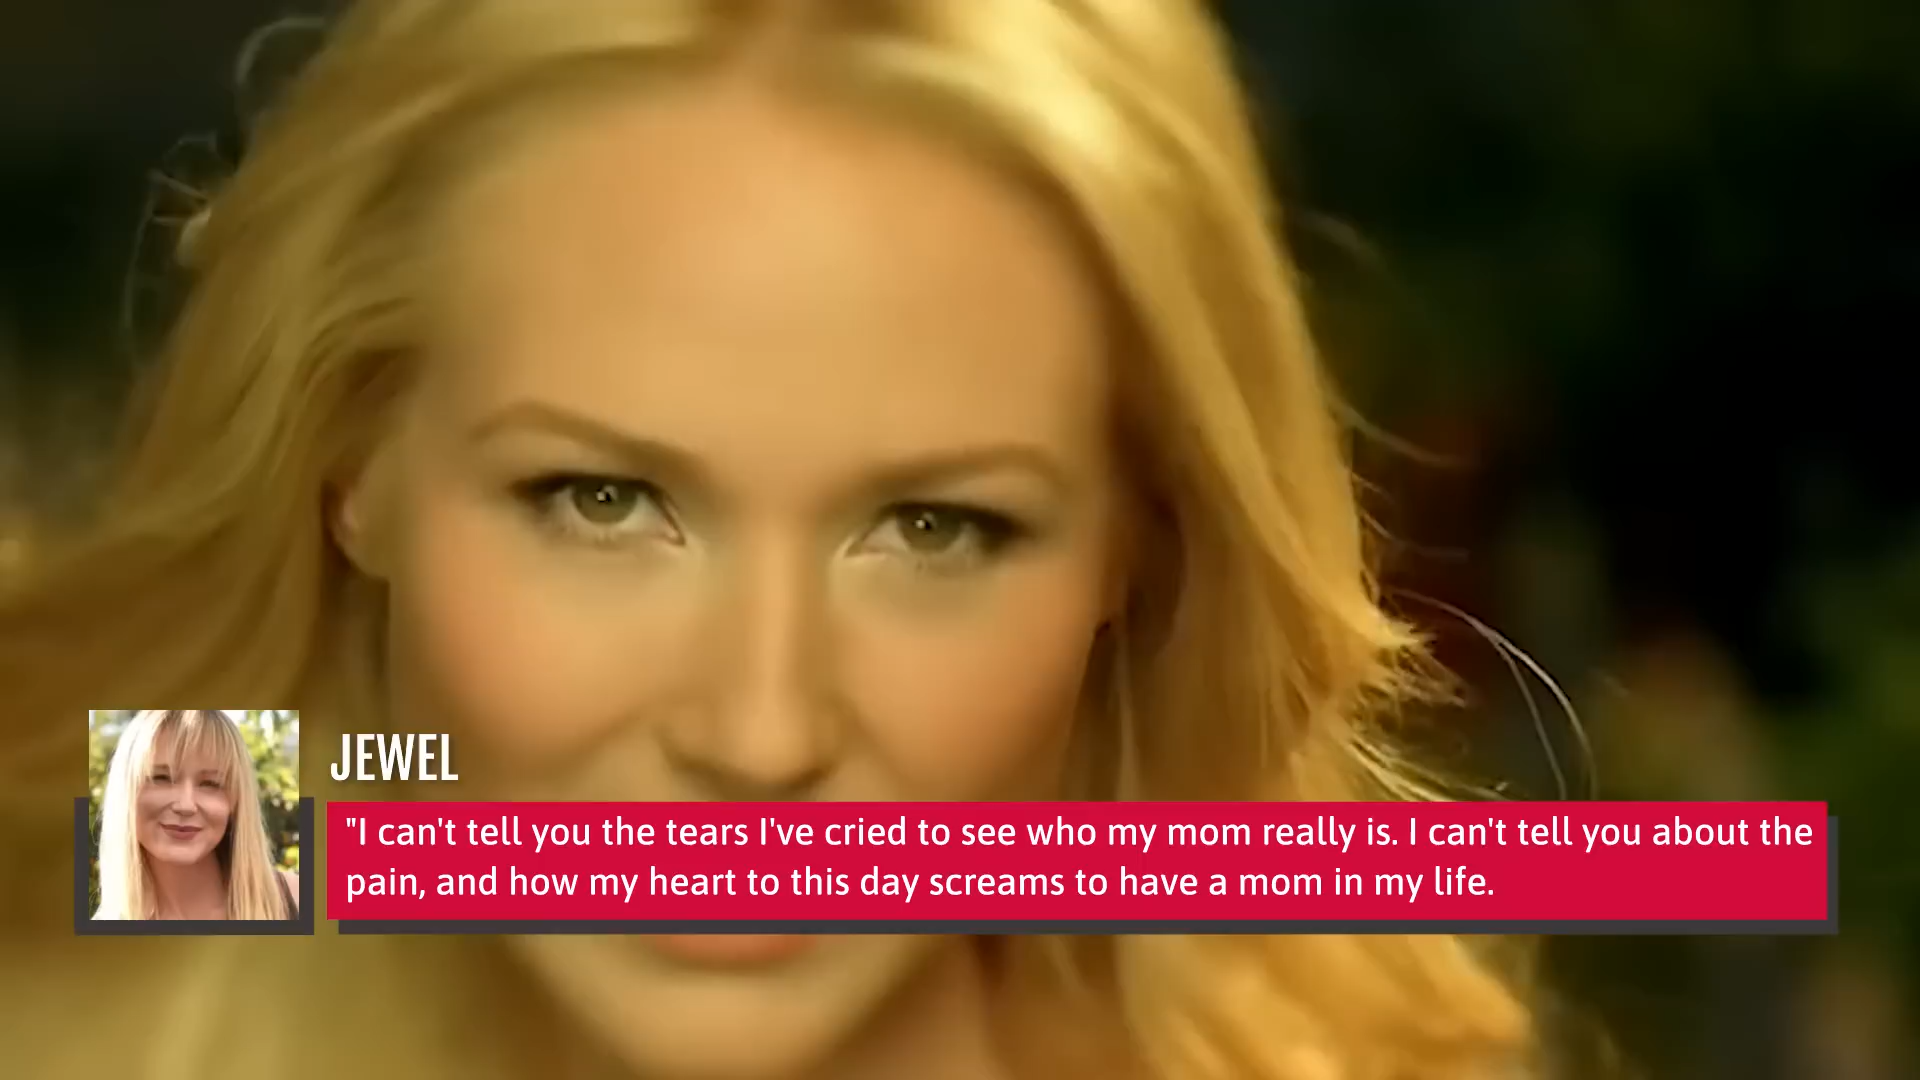 JEWEL
"I can't tell you the tears I've cried to see who my mom really is. I can't tell you about the
pain, and how my heart to this day screams to have a mom in my life.